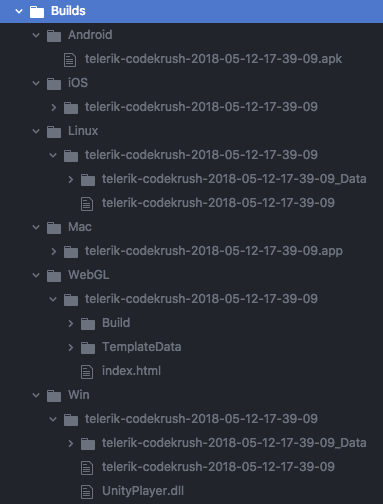 Builds
Android
telerik-codekrush-2018-05-12-17-39-09.apk
iOS
telerik-codekrush-2018-05-12-17-39-09
Linux
telerik-codekrush-2018-05-12-17-39-09
telerik-codekrush-2018-05-12-17-39-09_Data
telerik-codekrush-2018-05-12-17-39-09
Mac
telerik-codekrush-2018-05-12-17-39-09.app
WebGL
telerik-codekrush-2018-05-12-17-39-09
Build
TemplateData
index.html
Win
telerik-codekrush-2018-05-12-17-39-09
telerik-codekrush-2018-05-12-17-39-09_Data
telerik-codekrush-2018-05-12-17-39-09
UnityPlayer.dll